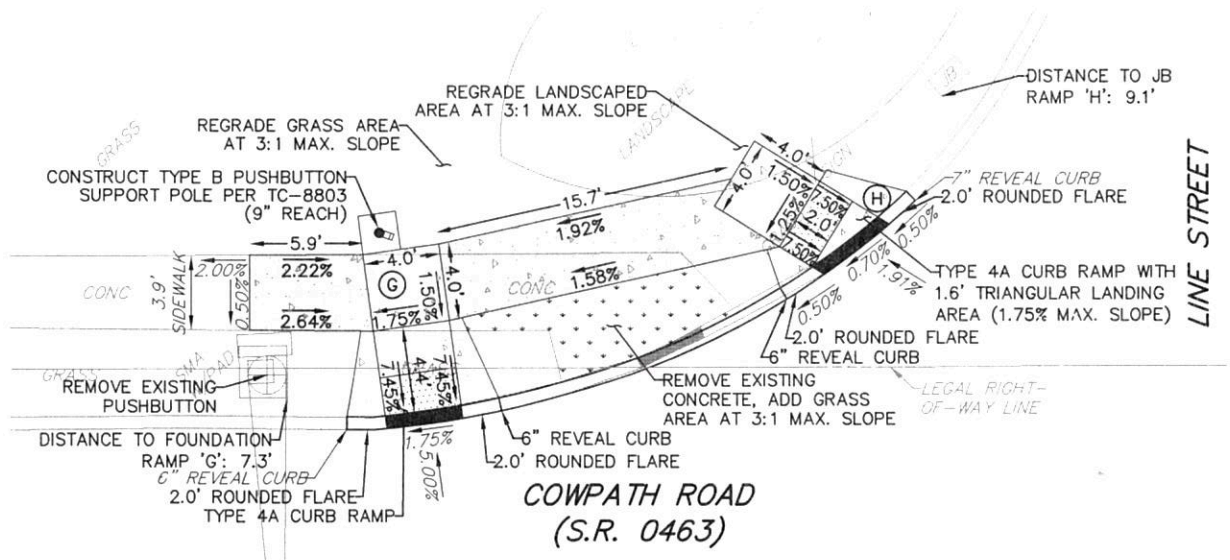 REGRADE LANDSCAPED
AREA AT 3:1 MAX. SLOPE
DISTANCE TO JB
RAMP 'H': 9.1'
JB
REGRADE GRASS AREA
AT 3:1 MAX. SLOPE
GRASS
LANDSCAPE
CONSTRUCT TYPE B PUSHBUTTON
SUPPORT POLE PER TC-8803
(9" REACH)
4.0'
4.0'
1.50%
7.50%
2.0'
1.25%
7.50%
H
7" REVEAL CURB
2.0' ROUNDED FLARE
0.50%
LINE STREET
15.7'
1.92%
5.9'
2.00%
2.22%
4.0'
G
1.50%
4.0'
CONC
3.9'
SIDEWALK
0.50%
2.64%
1.75%
CONC
1.58%
0.70%
1.91%
0.50%
TYPE 4A CURB RAMP WITH
1.6' TRIANGULAR LANDING
AREA (1.75% MAX. SLOPE)
2.0' ROUNDED FLARE
6" REVEAL CURB
GRASS
SMA
PAD
REMOVE EXISTING
PUSHBUTTON
7.45%
4.4'
7.45%
REMOVE EXISTING
CONCRETE, ADD GRASS
AREA AT 3:1 MAX. SLOPE
LEGAL RIGHT-
OF-WAY LINE
DISTANCE TO FOUNDATION
RAMP 'G': 7.3'
6" REVEAL CURB
2.0' ROUNDED FLARE
TYPE 4A CURB RAMP
1.75%
5.00%
6" REVEAL CURB
2.0' ROUNDED FLARE
COWPATH ROAD
(S.R. 0463)